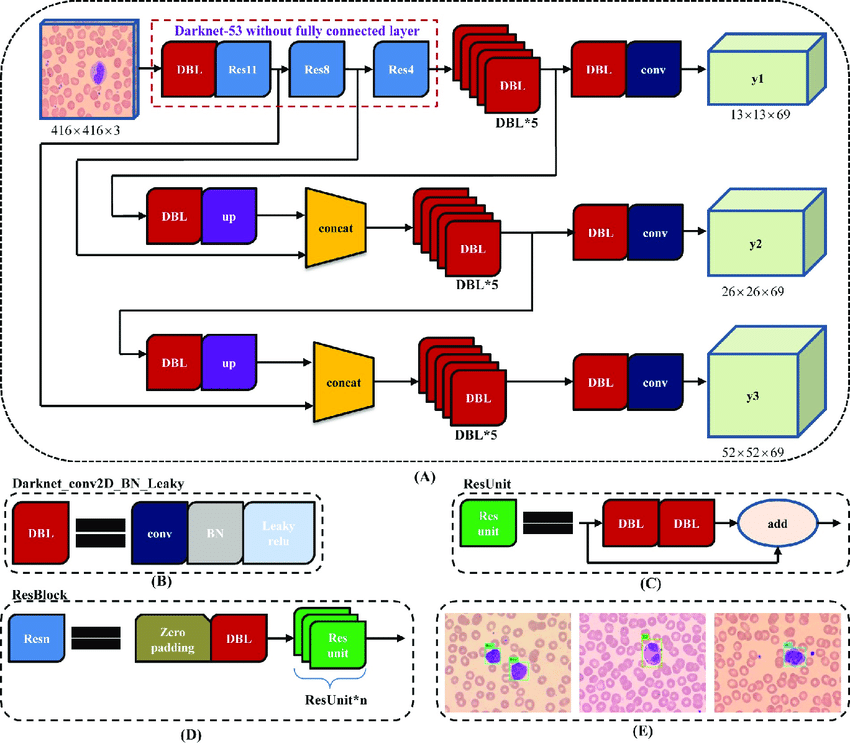 Darknet-53 without fully connected layer
DBL Res11 Res8 Res4 DBL DBL conv y1
416×416×3
DBL*5
13×13×69
DBL up concat DBL DBL conv y2
DBL*5
26×26×69
DBL up concat DBL DBL conv y3
DBL*5
52×52×69
(A)
Darknet_conv2D_BN_Leaky
DBL conv BN Leaky
relu
(B)
ResUnit
Res
unit
DBL DBL add
(C)
ResBlock
Resn Zero
padding
DBL Res
unit
ResUnit*n
(D)
(E)